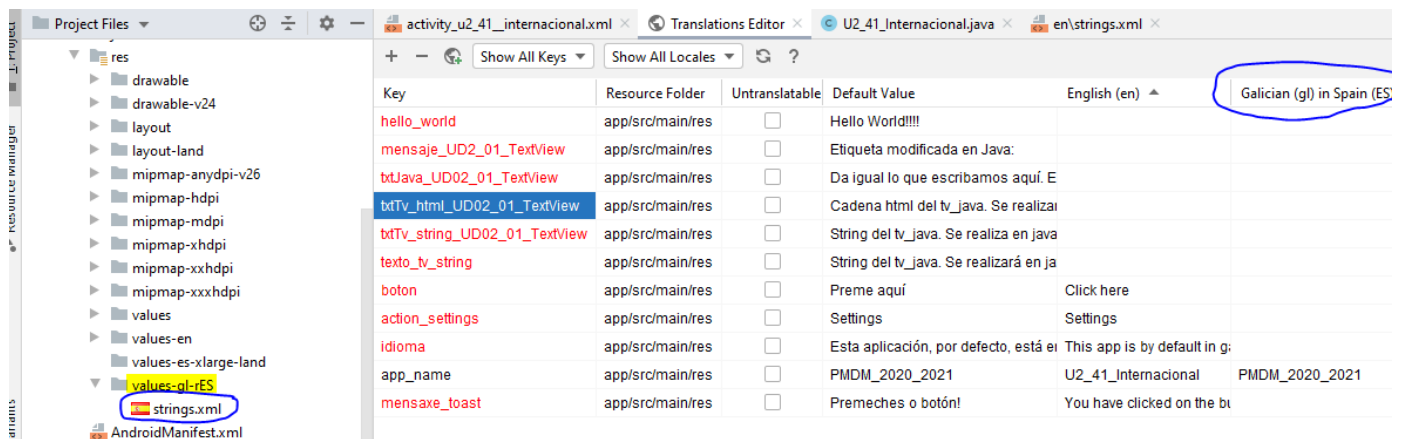 Project Files
activity_u2_41__internacional.xml
Translations Editor
U2_41_Internacional.java
en\strings.xml
res
drawable
drawable-v24
layout
layout-land
mipmap-anydpi-v26
mipmap-hdpi
mipmap-mdpi
mipmap-xhdpi
mipmap-xxhdpi
mipmap-xxxhdpi
values
values-en
values-es-xlarge-land
values-gl-rES
strings.xml
AndroidManifest.xml
Resource Manager
Show All Keys
Show All Locales
?
Key Resource Folder Untranslatable Default Value English (en) Galician (gl) in Spain (ES)
hello_world app/src/main/res Hello World!!!!
mensaje_UD2_01_TextView app/src/main/res Etiqueta modificada en Java:
txtJava_UD02_01_TextView app/src/main/res Da igual lo que escribamos aquí. E
txtTv_html_UD02_01_TextView app/src/main/res Cadena html del tv_java. Se realizar
txtTv_string_UD02_01_TextView app/src/main/res String del tv_java. Se realiza en java
texto_tv_string app/src/main/res String del tv_java. Se realizará en ja
boton app/src/main/res Preme aquí Click here
action_settings app/src/main/res Settings Settings
idioma app/src/main/res Esta aplicación, por defecto, está en This app is by default in ga
app_name app/src/main/res PMDM_2020_2021 U2_41_Internacional PMDM_2020_2021
mensaxe_toast app/src/main/res Premeches o botón! You have clicked on the bu